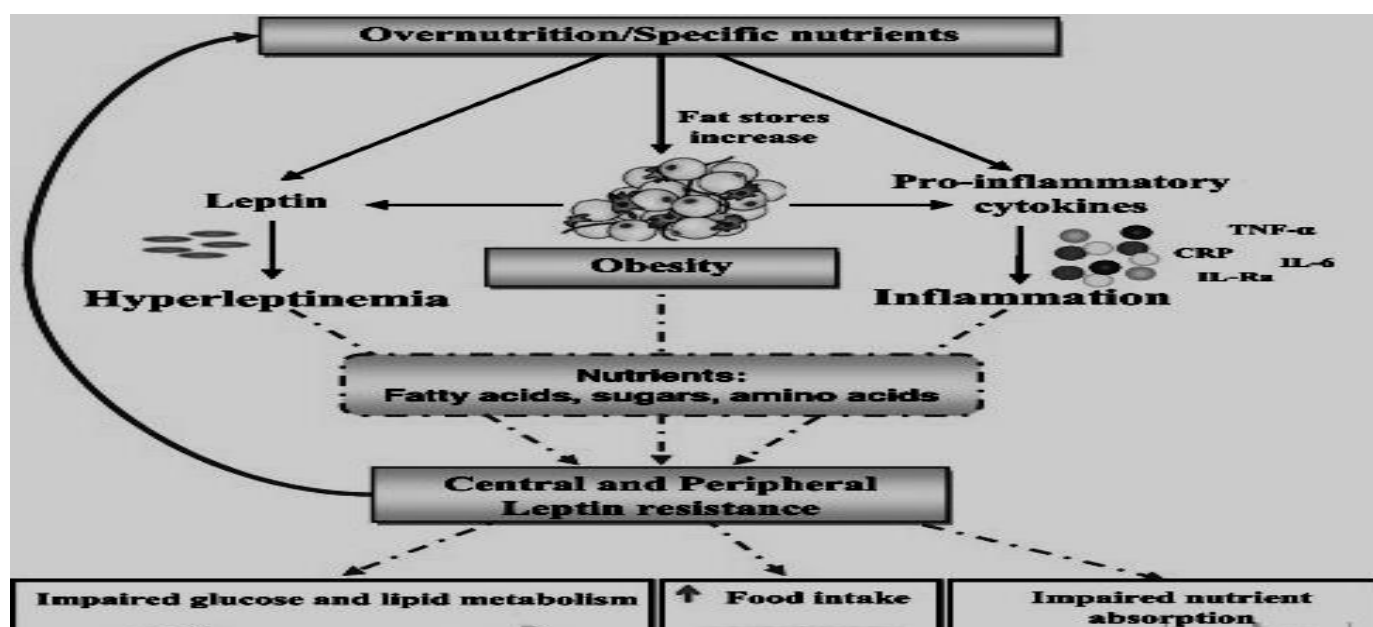 Overnutrition/Specific nutrients
Fat stores
increase
Leptin
Pro-inflammatory
cytokines
TNF-α
CRP
IL-6
IL-Ra
Obesity
Hyperleptinemia
Inflammation
Nutrients:
Fatty acids, sugars, amino acids
Central and Peripheral
Leptin resistance
Impaired glucose and lipid metabolism
↑ Food intake
Impaired nutrient
absorption